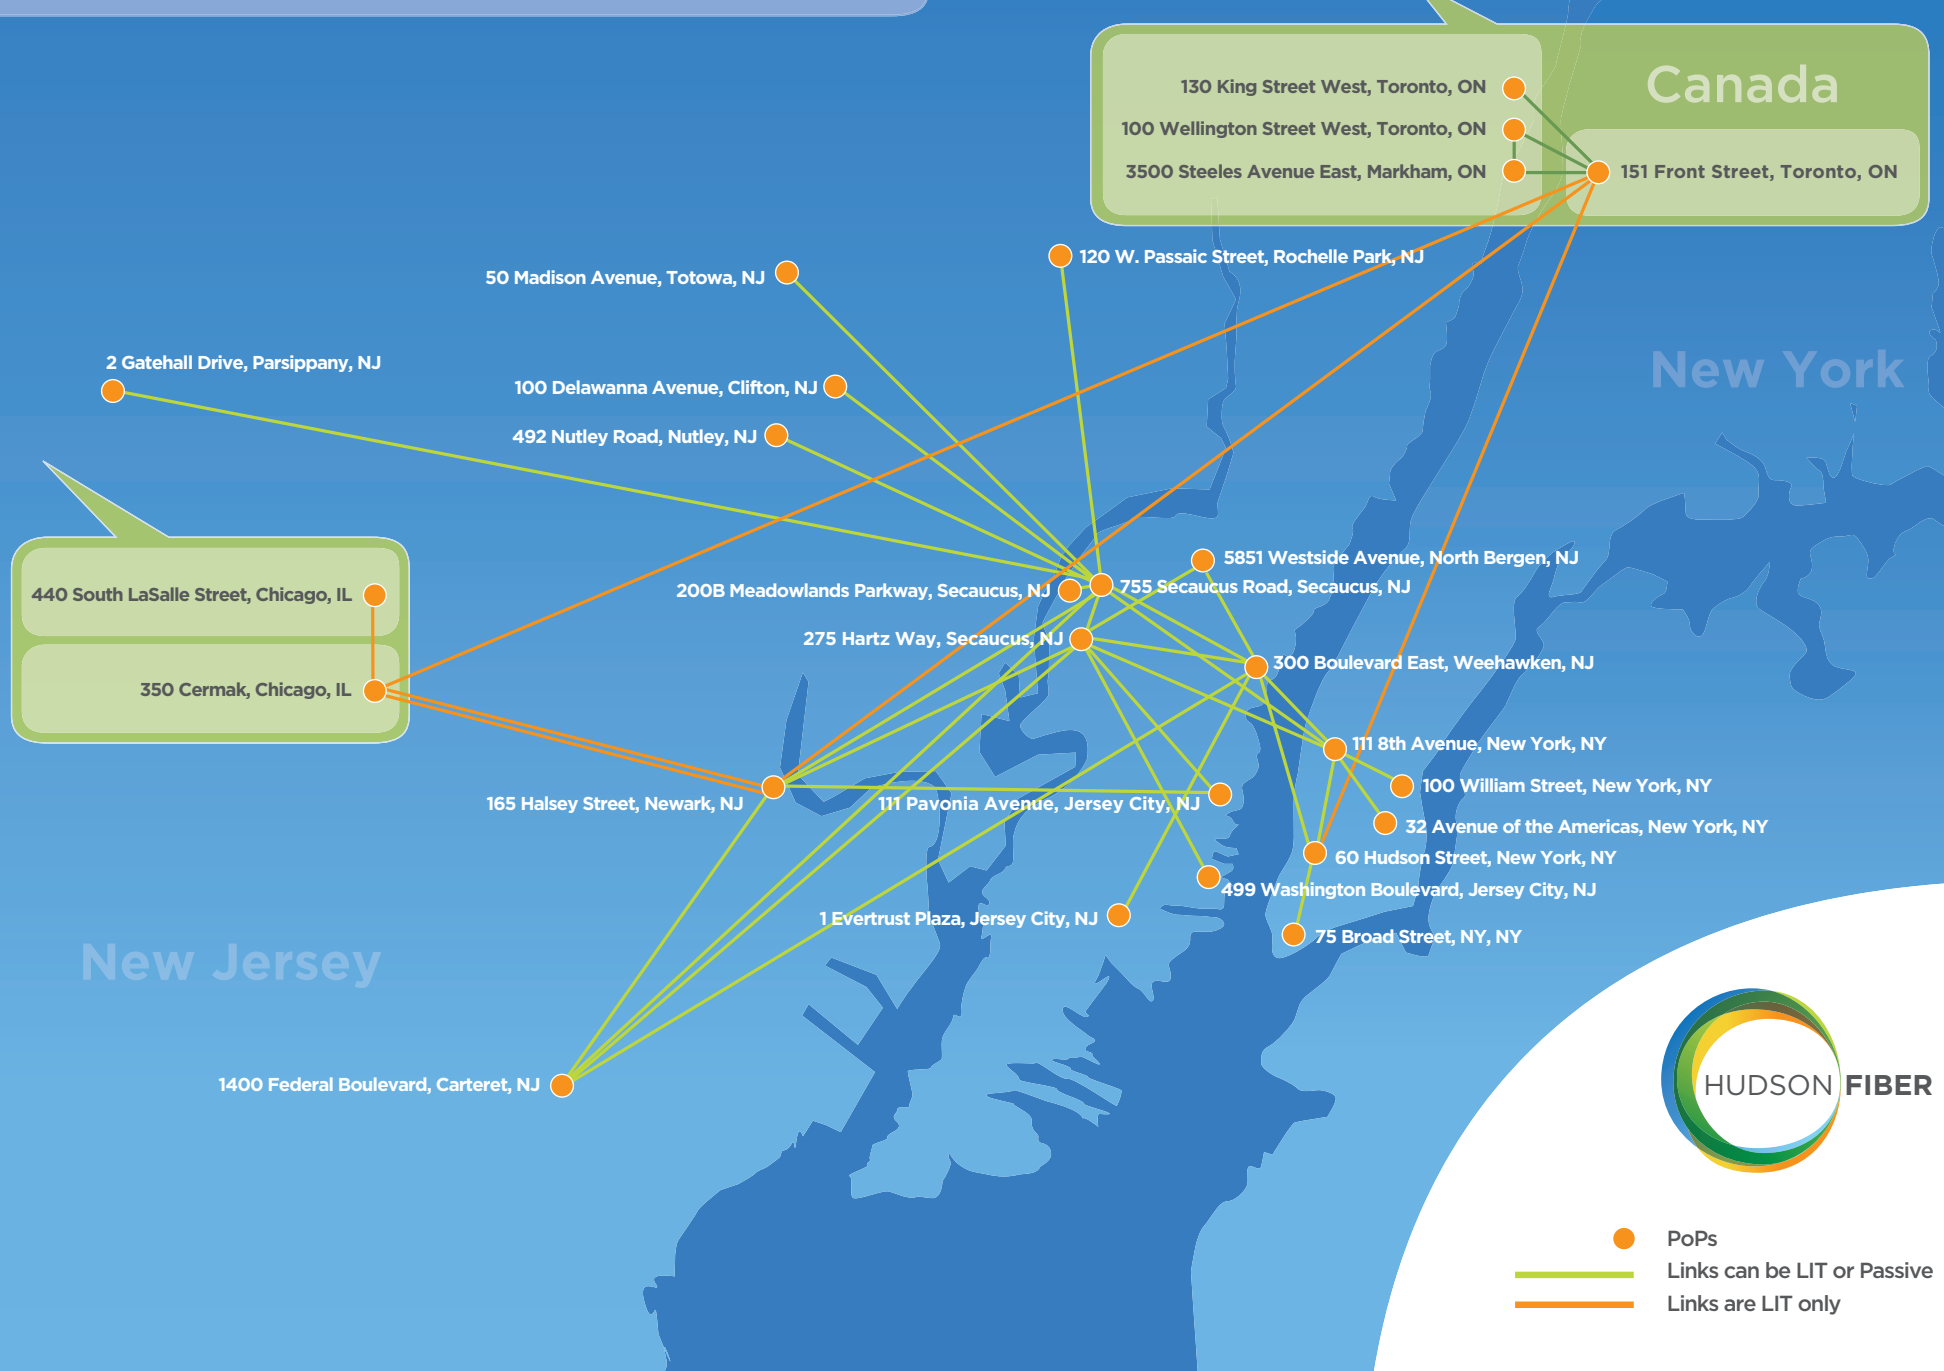 130 King Street West, Toronto, ON
Canada
100 Wellington Street West, Toronto, ON
3500 Steeles Avenue East, Markham, ON
151 Front Street, Toronto, ON
120 W. Passaic Street, Rochelle Park, NJ
50 Madison Avenue, Totowa, NJ
2 Gatehall Drive, Parsippany, NJ
New York
100 Delawanna Avenue, Clifton, NJ
492 Nutley Road, Nutley, NJ
5851 Westside Avenue, North Bergen, NJ
200B Meadowlands Parkway, Secaucus, NJ
755 Secaucus Road, Secaucus, NJ
440 South LaSalle Street, Chicago, IL
275 Hartz Way, Secaucus, NJ
300 Boulevard East, Weehawken, NJ
350 Cermak, Chicago, IL
111 8th Avenue, New York, NY
100 William Street, New York, NY
165 Halsey Street, Newark, NJ
111 Pavonia Avenue, Jersey City, NJ
32 Avenue of the Americas, New York, NY
60 Hudson Street, New York, NY
499 Washington Boulevard, Jersey City, NJ
1 Evertrust Plaza, Jersey City, NJ
75 Broad Street, NY, NY
New Jersey
1400 Federal Boulevard, Carteret, NJ
HUDSON FIBER
PoPs
Links can be LIT or Passive
Links are LIT only